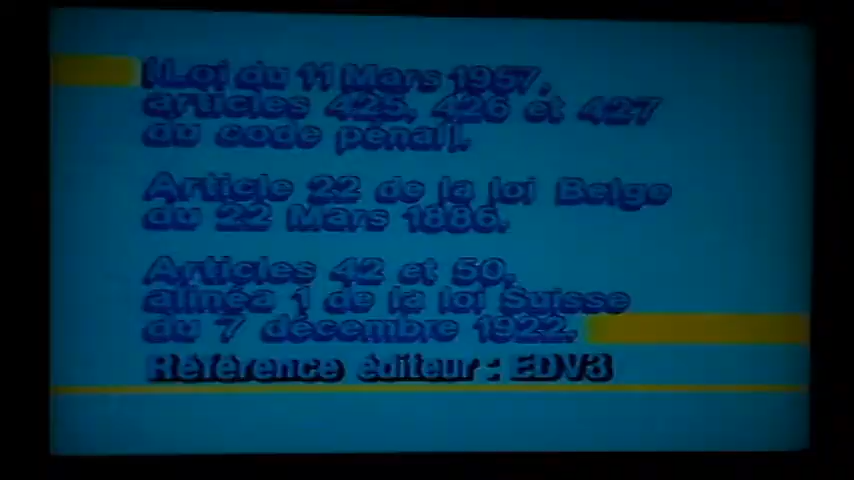 (Loi du 11 Mars 1957,
articles 425, 426 et 427
du code pénal).
Article 22 de la loi Belge
du 22 Mars 1886.
Articles 42 et 50,
alinéa 1 de la loi Suisse
du 7 décembre 1922.
Référence éditeur : EDV3